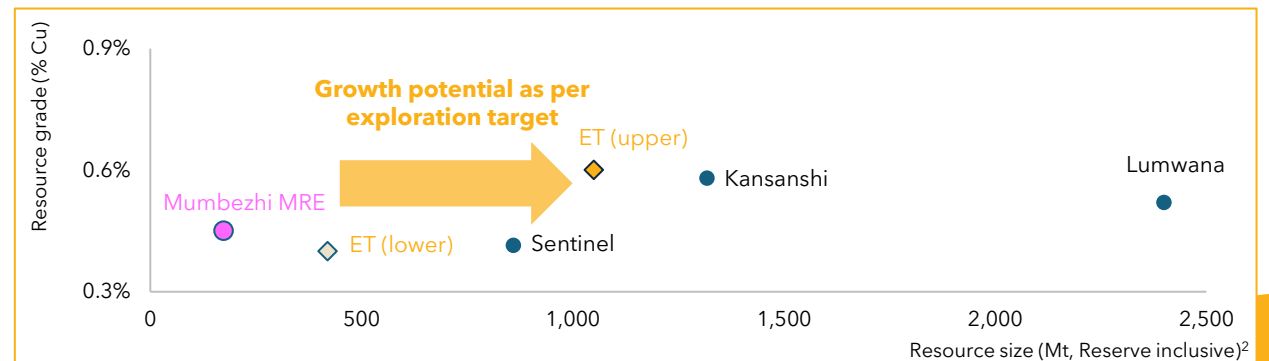 Resource grade (% Cu)
0.9%
0.6%
0.3%
Growth potential as per
exploration target
ET (upper)
Kansanshi
Lumwana
Mumbezhi MRE
ET (lower)
Sentinel
0
500
1,000
1,500
2,000
2,500
Resource size (Mt, Reserve inclusive)²